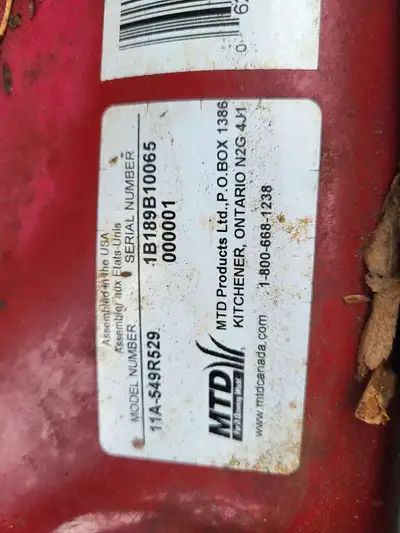 Assembled in the USA
Assembler aux États-Unis
MODEL NUMBER SERIAL NUMBER
11A-549R529 1B189B10065
000001
MTD
MTD Products Ltd.,P.O.BOX 1386
KITCHENER, ONTARIO N2G 4J1
www.mtdcanada.com 1-800-668-1238